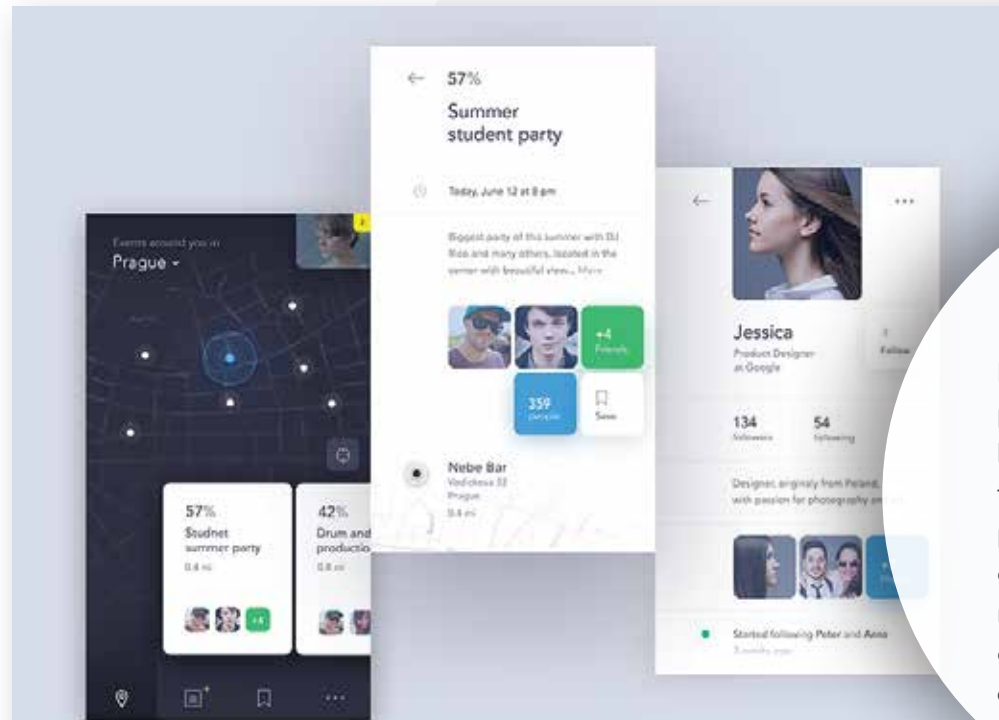 Events around you in
Prague
57%
Studnet
summer party
0.4 mi
+4
42%
Drum and
productio
0.8 mi
57%
Summer
student party
Today, June 12 at 8 pm
Biggest party of this summer with DJ
and many others, located in the
center with beautiful view... More
+4
Friends
359
people
Save
Nebe Bar
Prague
0.4 mi
Jessica
Product Designer
at Google
Follow
134
followers
54
following
Designer, originaly from Poland,
with passion for photography
Started following Peter and Anna